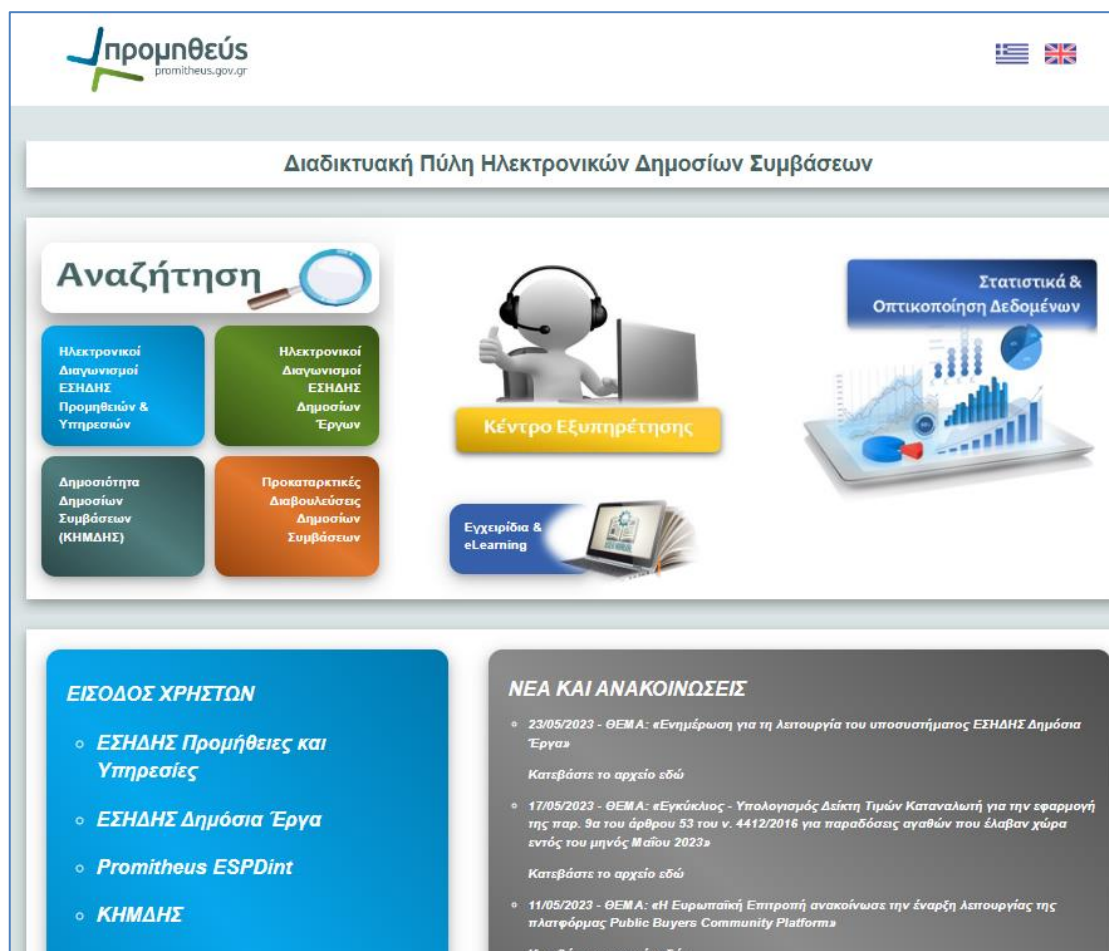 προμηθεύς
promitheus.gov.gr
Διαδικτυακή Πύλη Ηλεκτρονικών Δημοσίων Συμβάσεων
Αναζήτηση
Ηλεκτρονικοί
Διαγωνισμοί
ΕΣΗΔΗΣ
Προμηθειών &
Υπηρεσιών
Ηλεκτρονικοί
Διαγωνισμοί
ΕΣΗΔΗΣ
Δημοσίων
Έργων
Δημοσιότητα
Δημοσίων
Συμβάσεων
(ΚΗΜΔΗΣ)
Προκαταρκτικές
Διαβουλεύσεις
Δημοσίων
Συμβάσεων
Κέντρο Εξυπηρέτησης
Εγχειρίδια &
eLearning
Στατιστικά &
Οπτικοποίηση Δεδομένων
ΕΙΣΟΔΟΣ ΧΡΗΣΤΩΝ
ΕΣΗΔΗΣ Προμήθειες και
Υπηρεσίες
ΕΣΗΔΗΣ Δημόσια Έργα
Promitheus ESPDint
ΚΗΜΔΗΣ
ΝΕΑ ΚΑΙ ΑΝΑΚΟΙΝΩΣΕΙΣ
23/05/2023 - ΘΕΜΑ: «Ενημέρωση για τη λειτουργία του υποσυστήματος ΕΣΗΔΗΣ Δημόσια
Έργα»
Κατεβάστε το αρχείο εδώ
17/05/2023 - ΘΕΜΑ: «Εγκύκλιος - Υπολογισμός Δείκτη Τιμών Καταναλωτή για την εφαρμογή
της παρ. 9α του άρθρου 53 του ν. 4412/2016 για παραδόσεις αγαθών που έλαβαν χώρα
εντός του μηνός Μαΐου 2023»
Κατεβάστε το αρχείο εδώ
11/05/2023 - ΘΕΜΑ: «Η Ευρωπαϊκή Επιτροπή ανακοίνωσε την έναρξη λειτουργίας της
πλατφόρμας Public Buyers Community Platform»